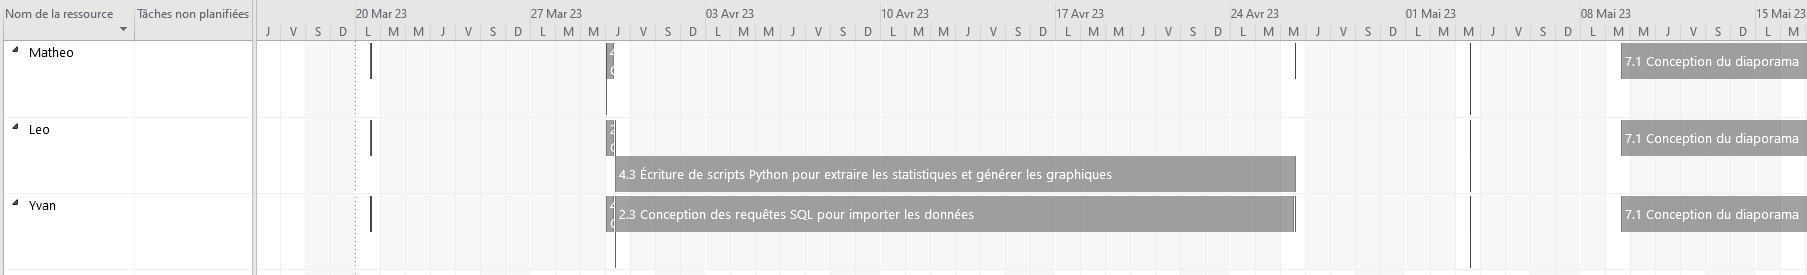 Nom de la ressource Tâches non planifiées 20 Mar 23 27 Mar 23 03 Avr 23 10 Avr 23 17 Avr 23 24 Avr 23 01 Mai 23 08 Mai 23 15 Mai 23
J V S D L M M J V S D L M M J V S D L M M J V S D L M M J V S D L M M J V S D L M M J V S D L M M J V S D L M M J V S D L M
Matheo 7.1 Conception du diaporama
Leo 7.1 Conception du diaporama
4.3 Écriture de scripts Python pour extraire les statistiques et générer les graphiques
Yvan 2.3 Conception des requêtes SQL pour importer les données 7.1 Conception du diaporama